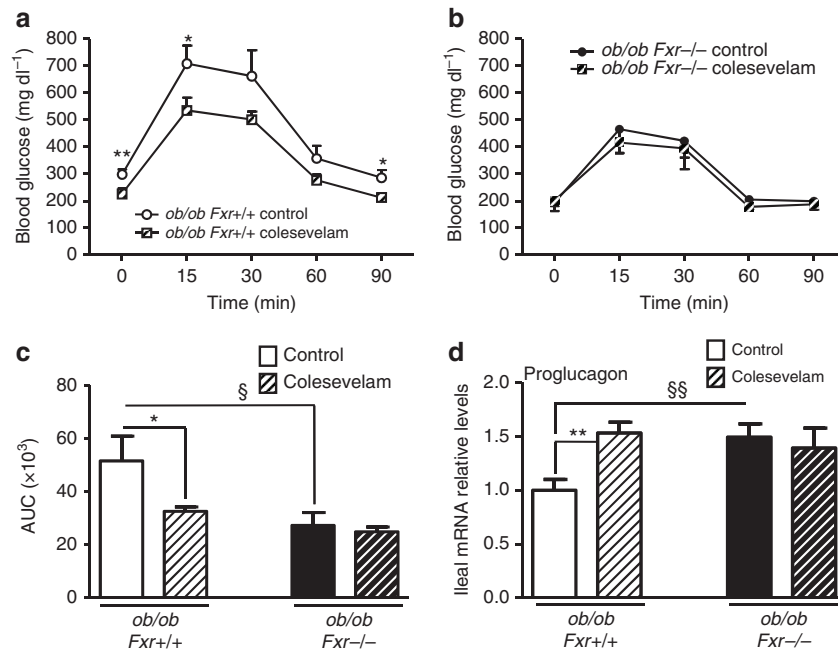 a
800
700
600
500
400
300
200
100
0
Blood glucose (mg dl−1)
**
*
*
ob/ob Fxr+/+ control
ob/ob Fxr+/+ colesevelam
0 15 30 60 90
Time (min)
b
800
700
600
500
400
300
200
100
0
Blood glucose (mg dl−1)
ob/ob Fxr−/− control
ob/ob Fxr−/− colesevelam
0 15 30 60 90
Time (min)
c
Control
Colesevelam
80
60
40
20
0
AUC (×10³)
§
*
ob/ob ob/ob
Fxr+/+ Fxr−/−
d
Control
Colesevelam
Proglucagon
2.0
1.5
1.0
0.5
0.0
Ileal mRNA relative levels
§§
**
ob/ob ob/ob
Fxr+/+ Fxr−/−